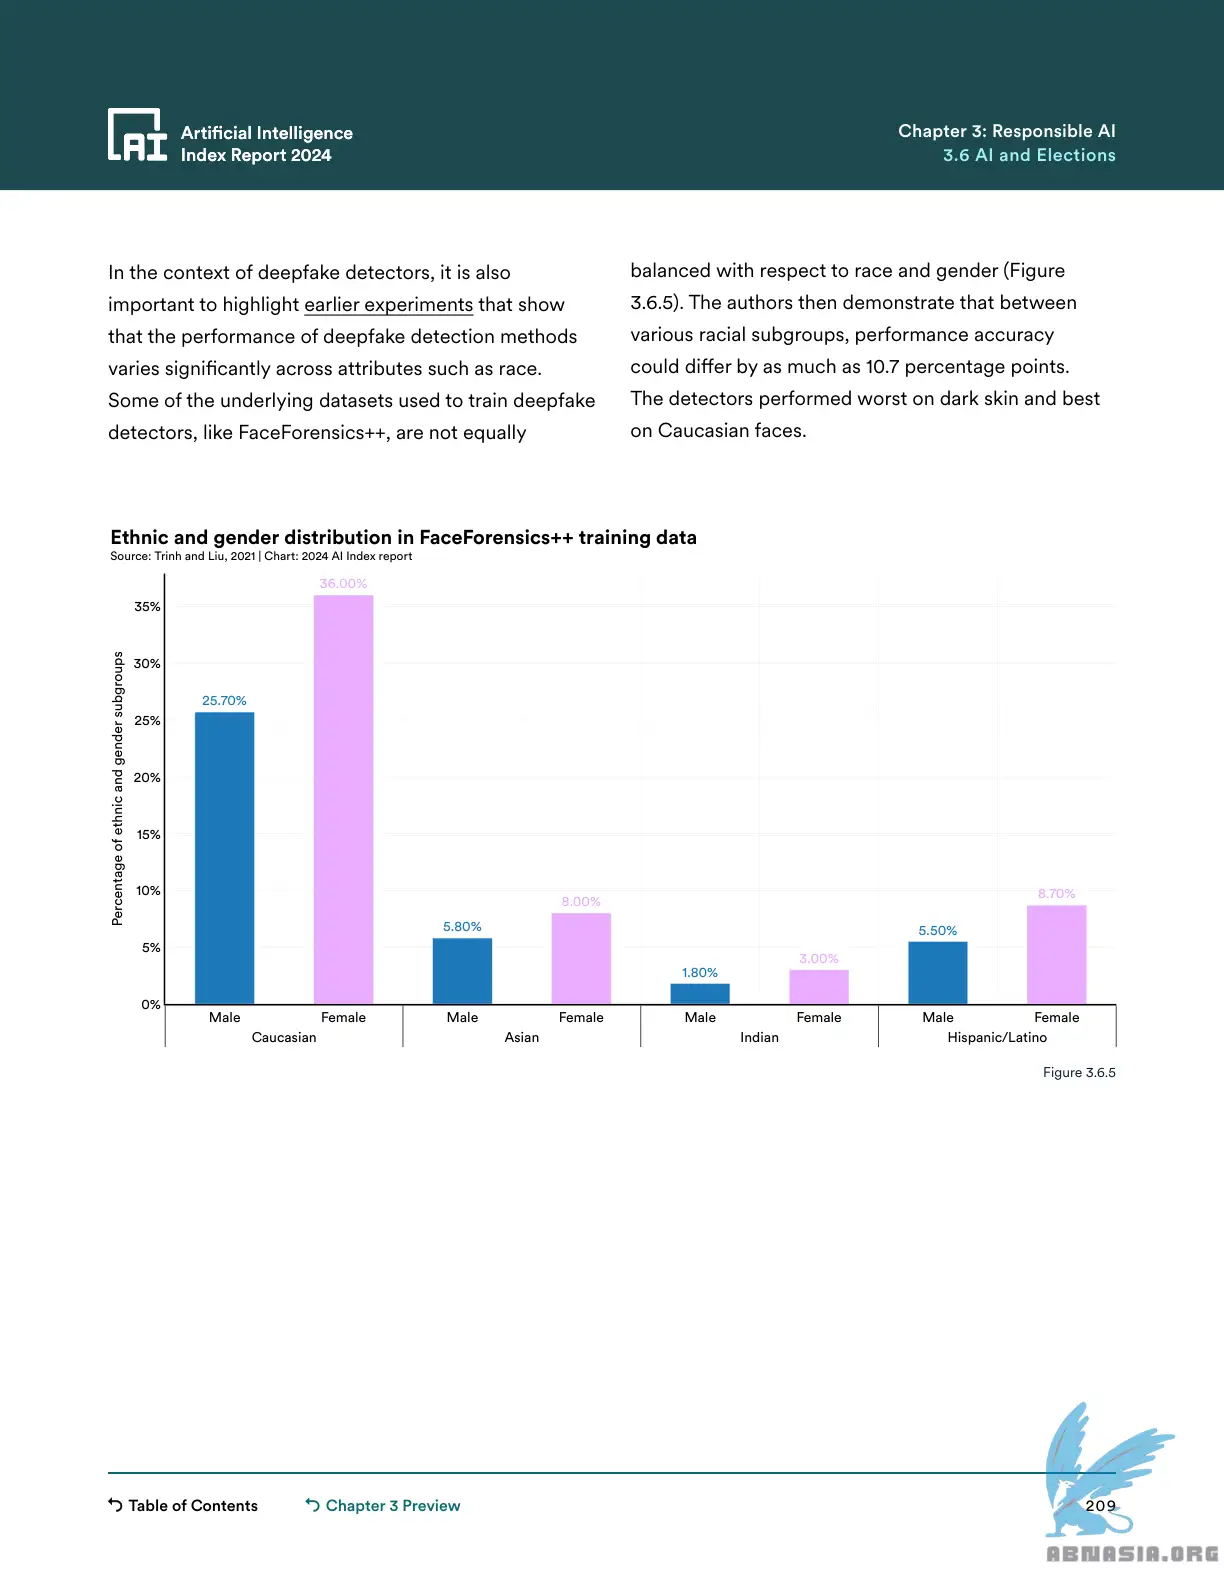 Artificial Intelligence
Index Report 2024
Chapter 3: Responsible AI
3.6 AI and Elections
In the context of deepfake detectors, it is also
important to highlight earlier experiments that show
that the performance of deepfake detection methods
varies significantly across attributes such as race.
Some of the underlying datasets used to train deepfake
detectors, like FaceForensics++, are not equally
balanced with respect to race and gender (Figure
3.6.5). The authors then demonstrate that between
various racial subgroups, performance accuracy
could differ by as much as 10.7 percentage points.
The detectors performed worst on dark skin and best
on Caucasian faces.
Ethnic and gender distribution in FaceForensics++ training data
Source: Trinh and Liu, 2021 | Chart: 2024 AI Index report
Percentage of ethnic and gender subgroups
35%
30%
25%
20%
15%
10%
5%
0%
25.70%
36.00%
5.80%
8.00%
1.80%
3.00%
5.50%
8.70%
Male Female Male Female Male Female Male Female
Caucasian Asian Indian Hispanic/Latino
Figure 3.6.5
Table of Contents
Chapter 3 Preview
209
ABNASIA.ORG